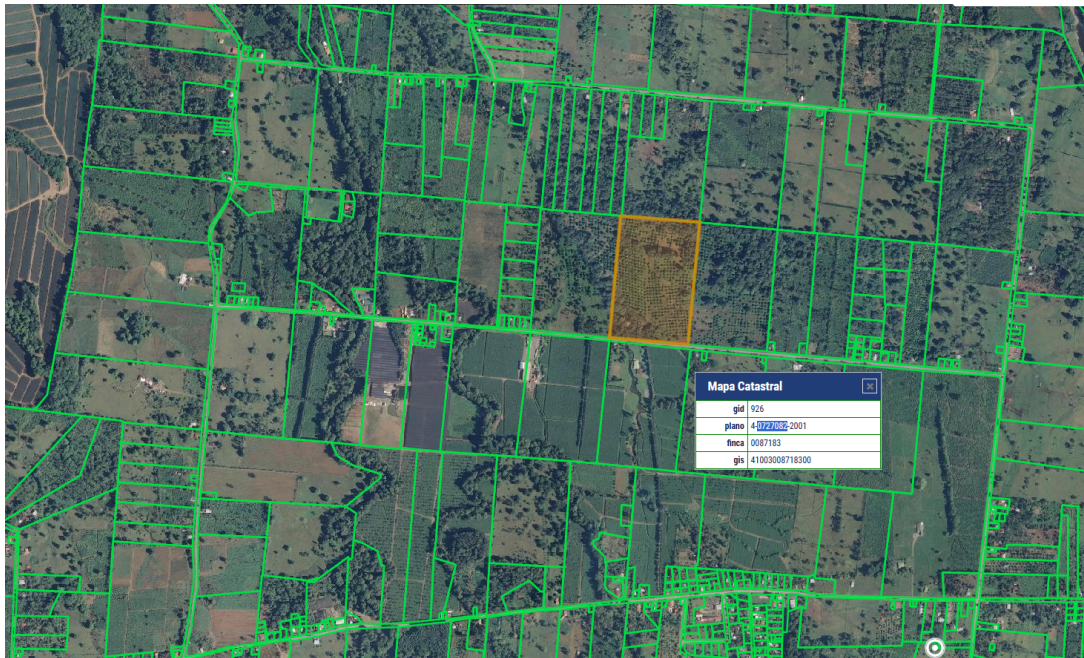 Mapa Catastral
gid 926
plano 4-0727082-2001
finca 0087183
gis 41003008718300